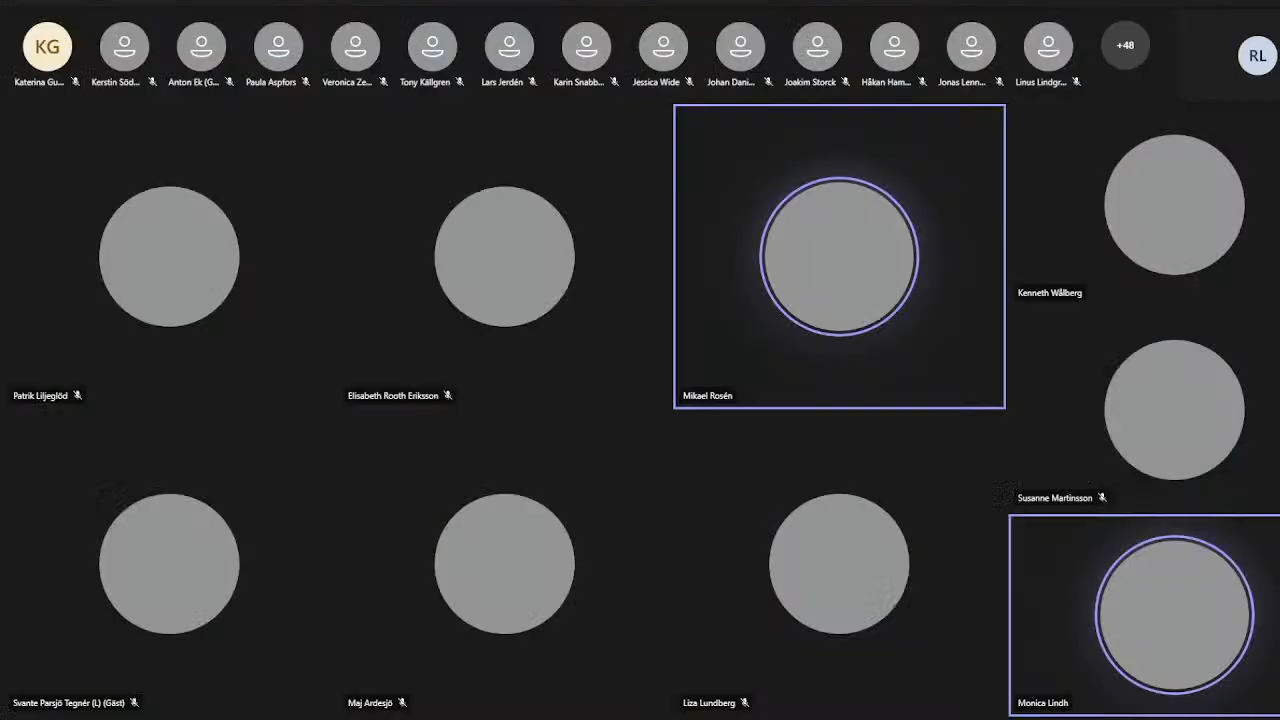 KG
+48
RL
Katerina Gu...
Kerstin Söd...
Anton Ek (G...
Paula Aspfors
Veronica Ze...
Tony Källgren
Lars Jerdén
Karin Snabb...
Jessica Wide
Johan Dani...
Joakim Storck
Håkan Ham...
Jonas Lenn...
Linus Lindgr...
Kenneth Wålberg
Patrik Liljeglöd
Elisabeth Rooth Eriksson
Mikael Rosén
Susanne Martinsson
Svante Parsjö Tegnér (L) (Gäst)
Maj Ardesjö
Liza Lundberg
Monica Lindh